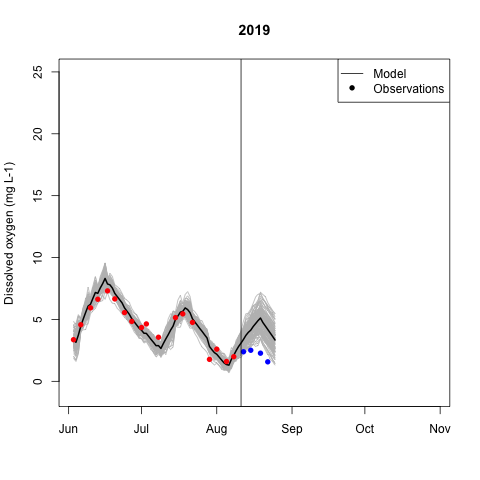 2019
Model
Observations
Dissolved oxygen (mg L-1)
25
20
15
10
5
0
Jun Jul Aug Sep Oct Nov